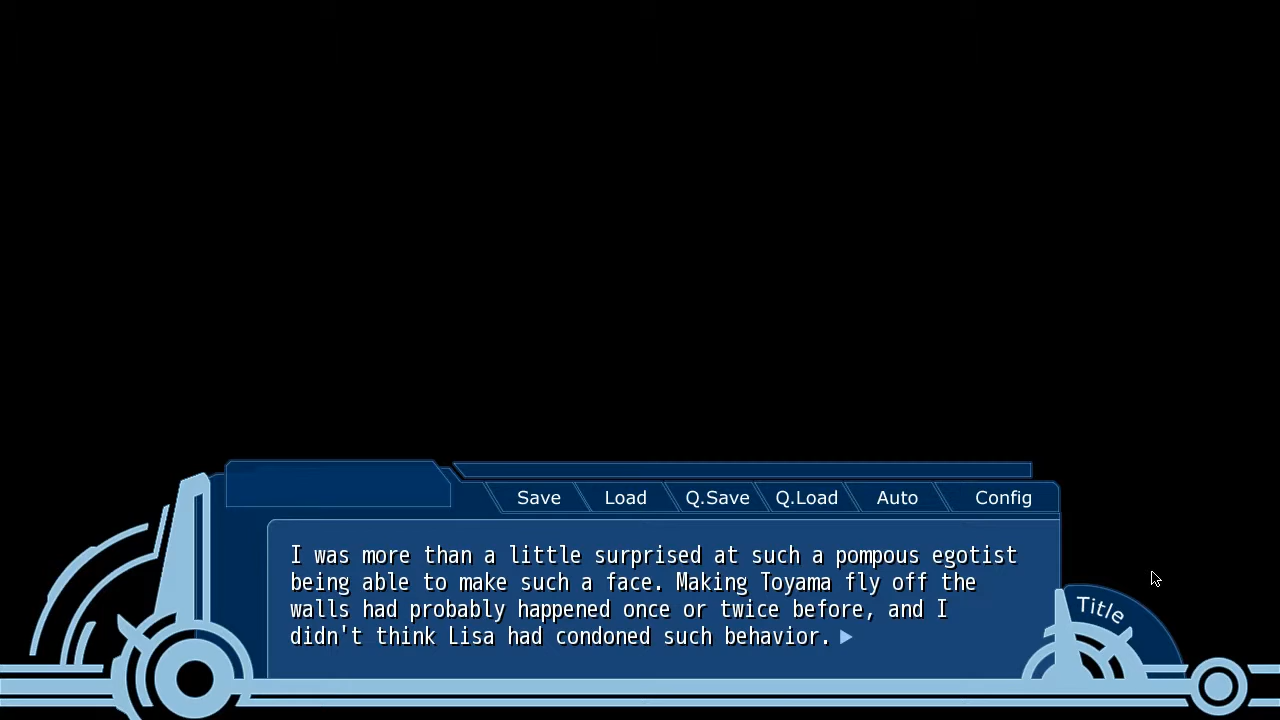 Save Load Q.Save Q.Load Auto Config
I was more than a little surprised at such a pompous egotist
being able to make such a face. Making Toyama fly off the
walls had probably happened once or twice before, and I
didn't think Lisa had condoned such behavior.
Title